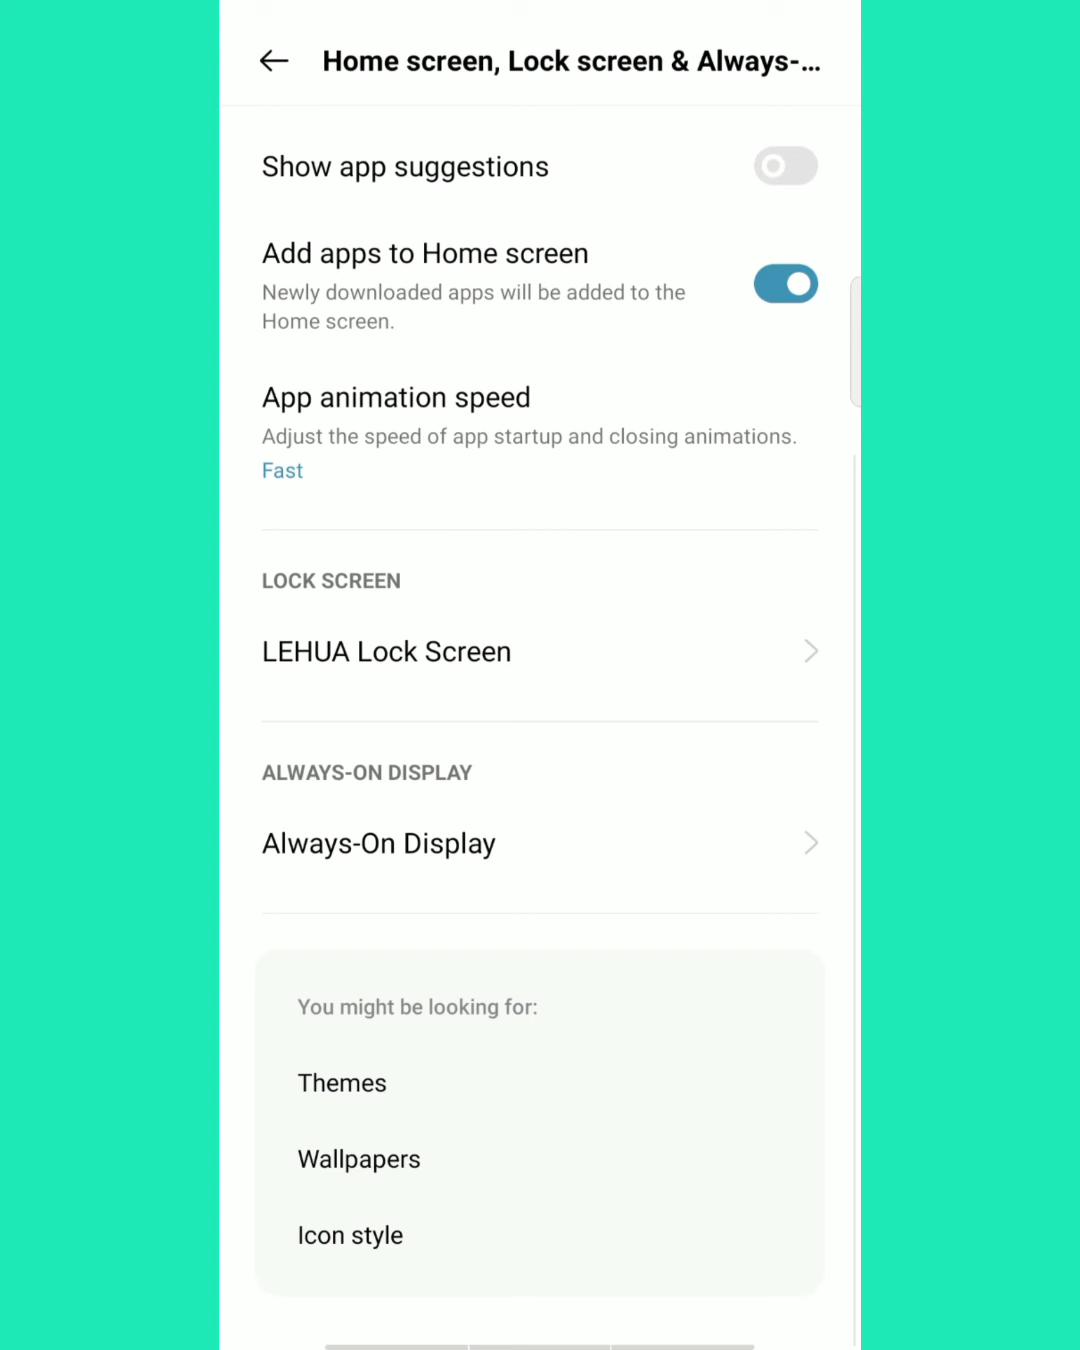 Home screen, Lock screen & Always-...
Show app suggestions
Add apps to Home screen
Newly downloaded apps will be added to the
Home screen.
App animation speed
Adjust the speed of app startup and closing animations.
Fast
LOCK SCREEN
LEHUA Lock Screen
ALWAYS-ON DISPLAY
Always-On Display
You might be looking for:
Themes
Wallpapers
Icon style